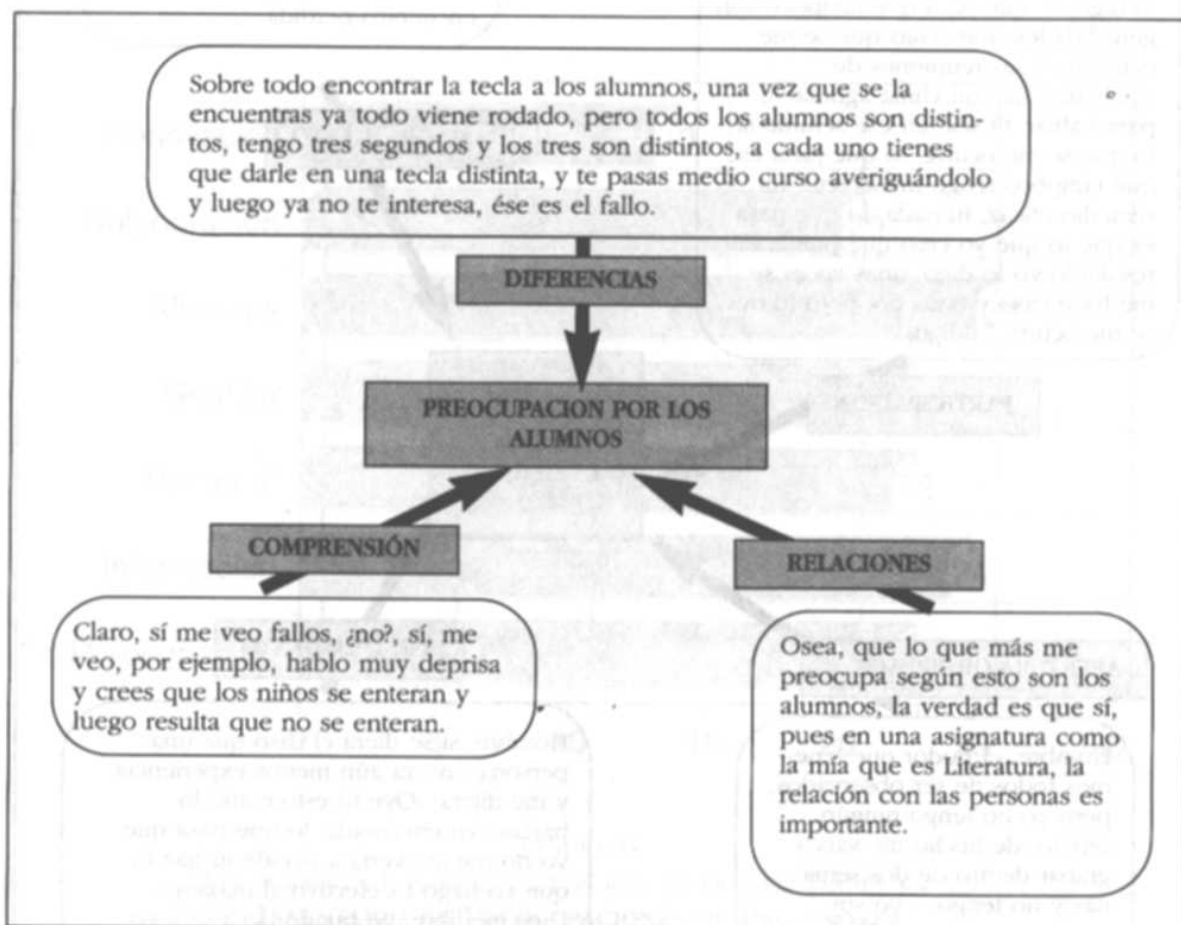 Sobre todo encontrar la tecla a los alumnos, una vez que se la
encuentras ya todo viene rodado, pero todos los alumnos son distin-
tos, tengo tres segundos y los tres son distintos, a cada uno tienes
que darle en una tecla distinta, y te pasas medio curso averiguándolo
y luego ya no te interesa, ése es el fallo.
DIFERENCIAS
PREOCUPACION POR LOS
ALUMNOS
COMPRENSIÓN
RELACIONES
Claro, sí me veo fallos, ¿no?, sí, me
veo, por ejemplo, hablo muy deprisa
y crees que los niños se enteran y
luego resulta que no se enteran.
Osea, que lo que más me
preocupa según esto son los
alumnos, la verdad es que sí,
pues en una asignatura como
la mía que es Literatura, la
relación con las personas es
importante.